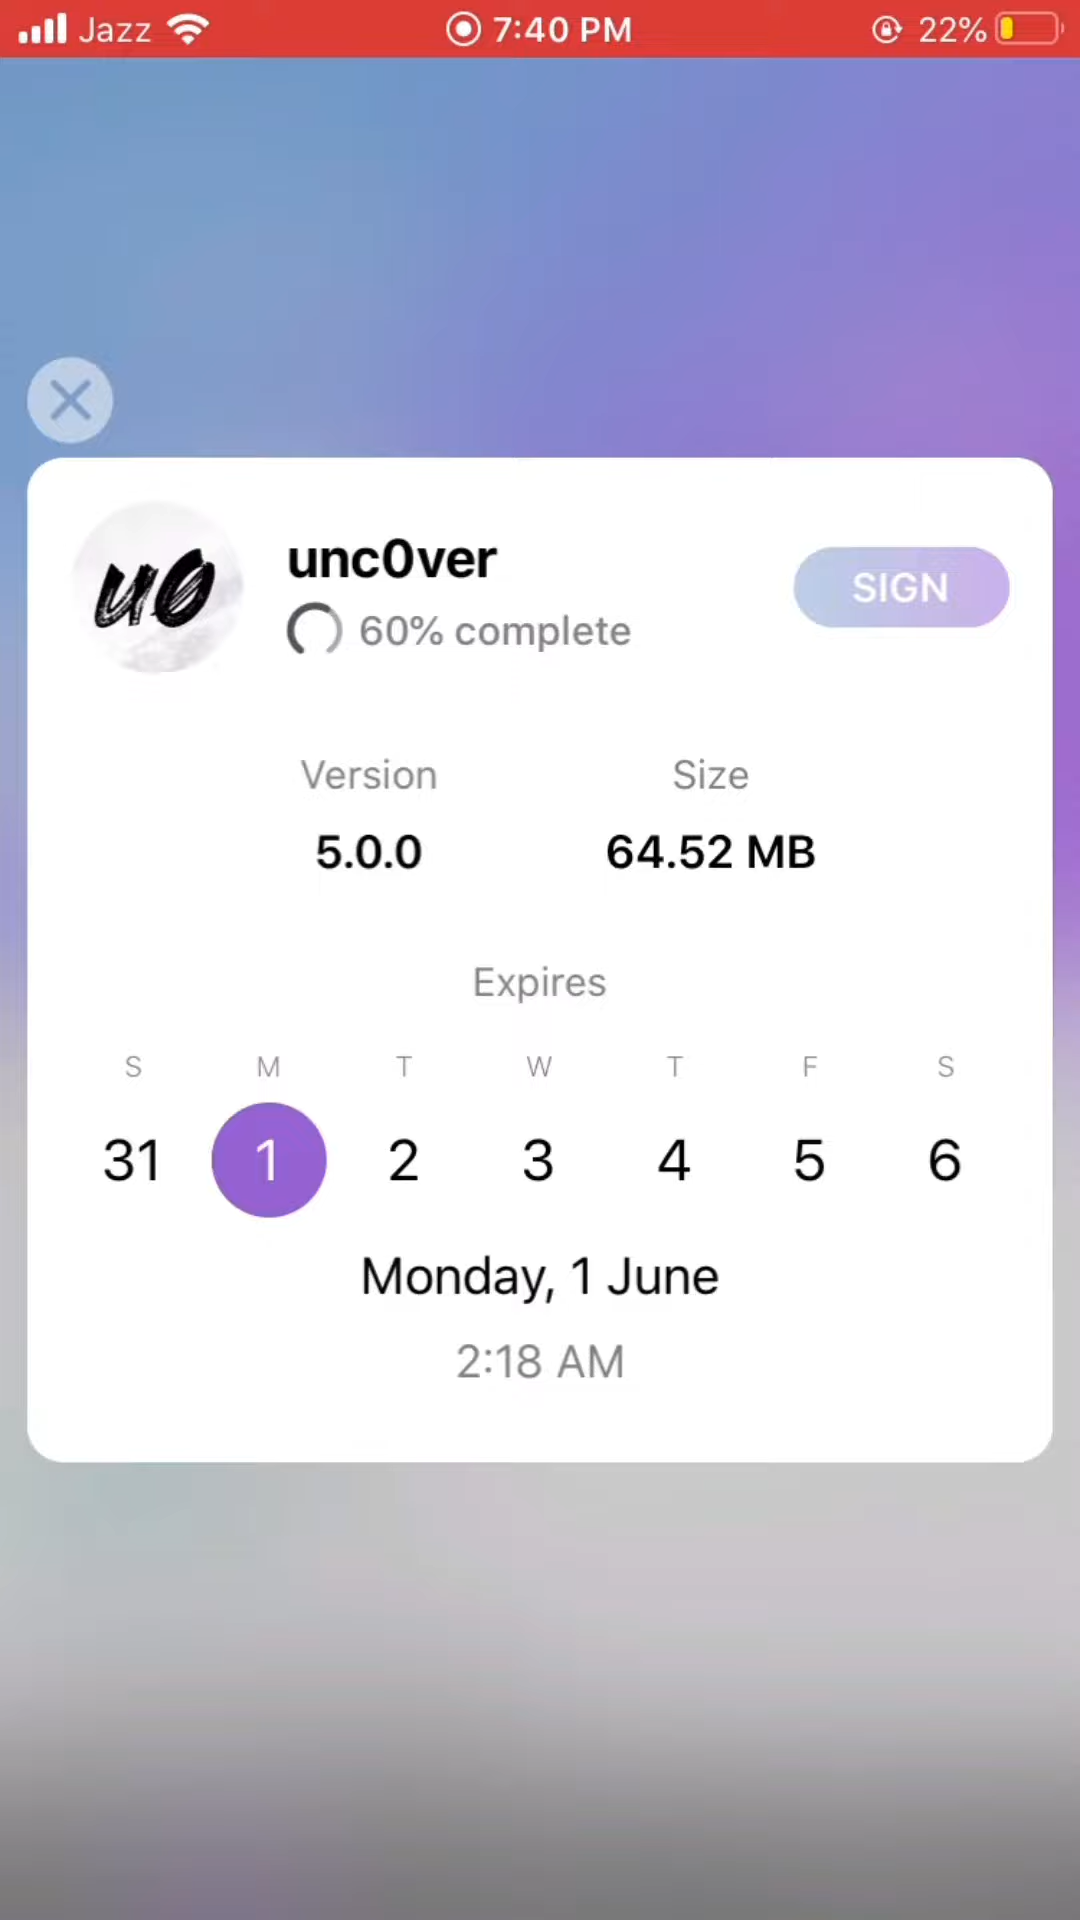 Jazz 7:40 PM 22%
u0
unc0ver
SIGN
60% complete
Version Size
5.0.0 64.52 MB
Expires
S M T W T F S
31 1 2 3 4 5 6
Monday, 1 June
2:18 AM